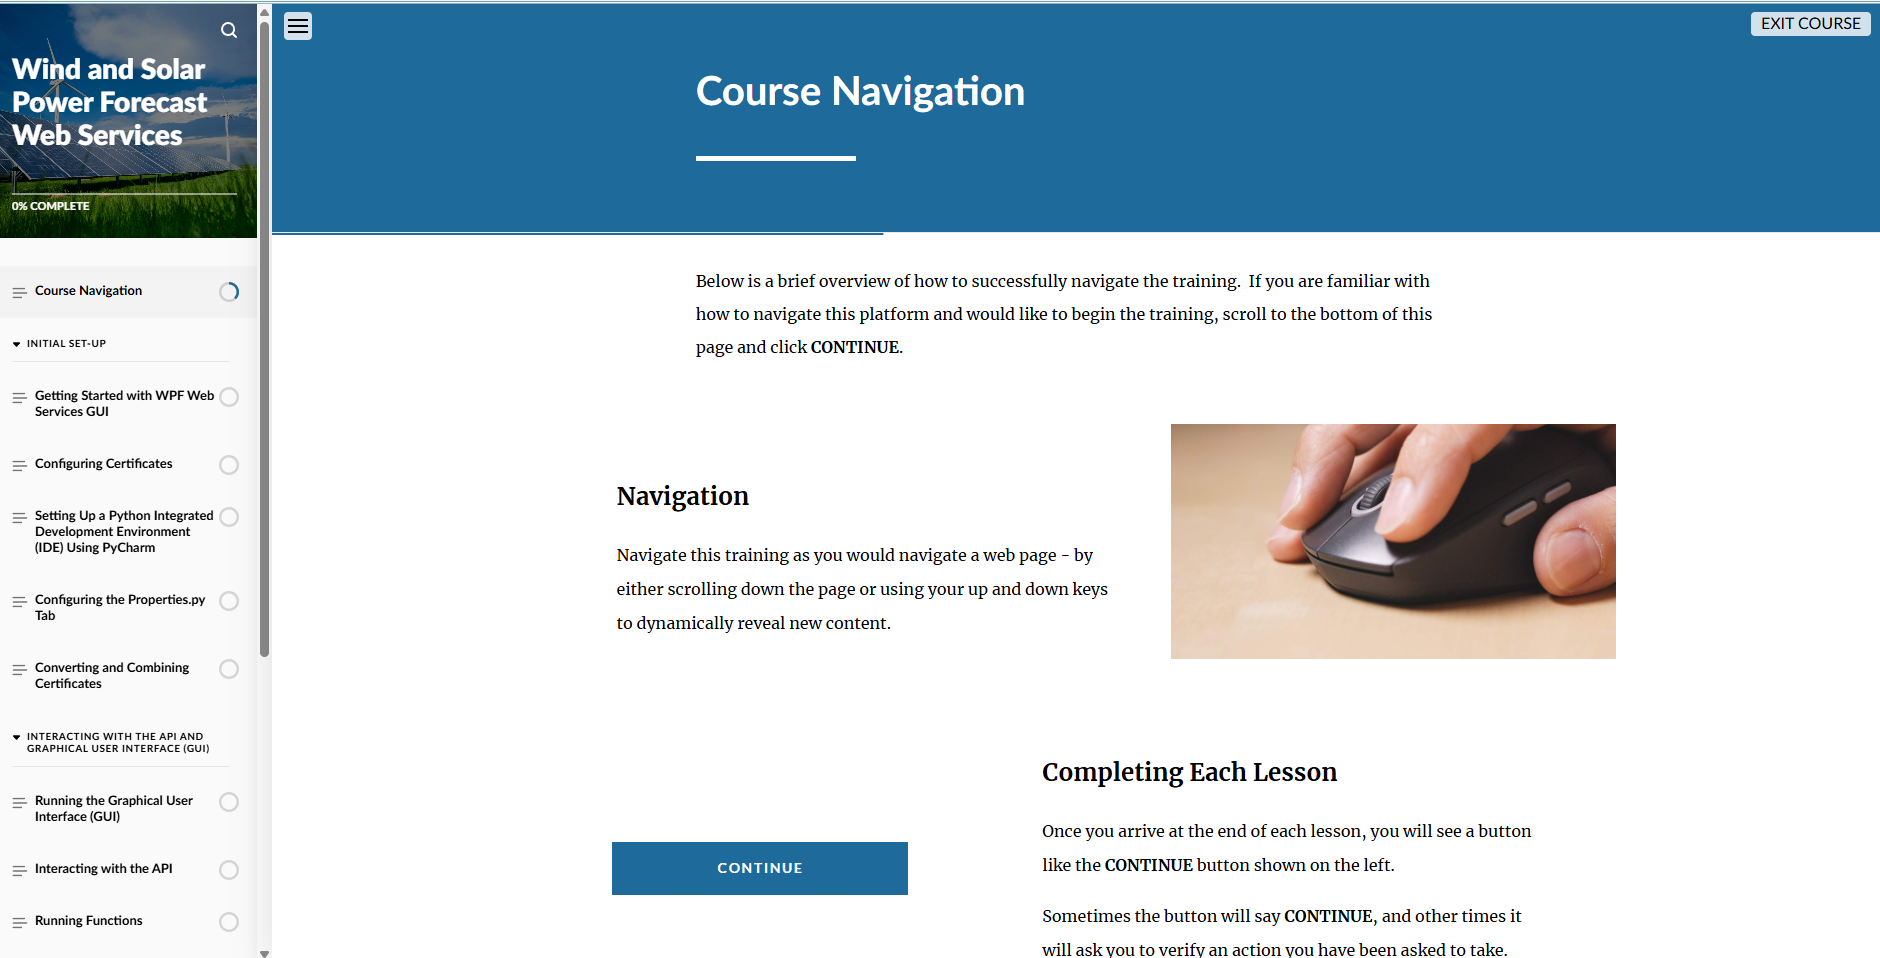 Wind and Solar
Power Forecast
Web Services
0% COMPLETE
Course Navigation
INITIAL SET-UP
Getting Started with WPF Web
Services GUI
Configuring Certificates
Setting Up a Python Integrated
Development Environment
(IDE) Using PyCharm
Configuring the Properties.py
Tab
Converting and Combining
Certificates
INTERACTING WITH THE API AND
GRAPHICAL USER INTERFACE (GUI)
Running the Graphical User
Interface (GUI)
Interacting with the API
Running Functions
EXIT COURSE
Course Navigation
Below is a brief overview of how to successfully navigate the training.  If you are familiar with
how to navigate this platform and would like to begin the training, scroll to the bottom of this
page and click CONTINUE.
Navigation
Navigate this training as you would navigate a web page - by
either scrolling down the page or using your up and down keys
to dynamically reveal new content.
CONTINUE
Completing Each Lesson
Once you arrive at the end of each lesson, you will see a button
like the CONTINUE button shown on the left.
Sometimes the button will say CONTINUE, and other times it
will ask you to verify an action you have been asked to take.